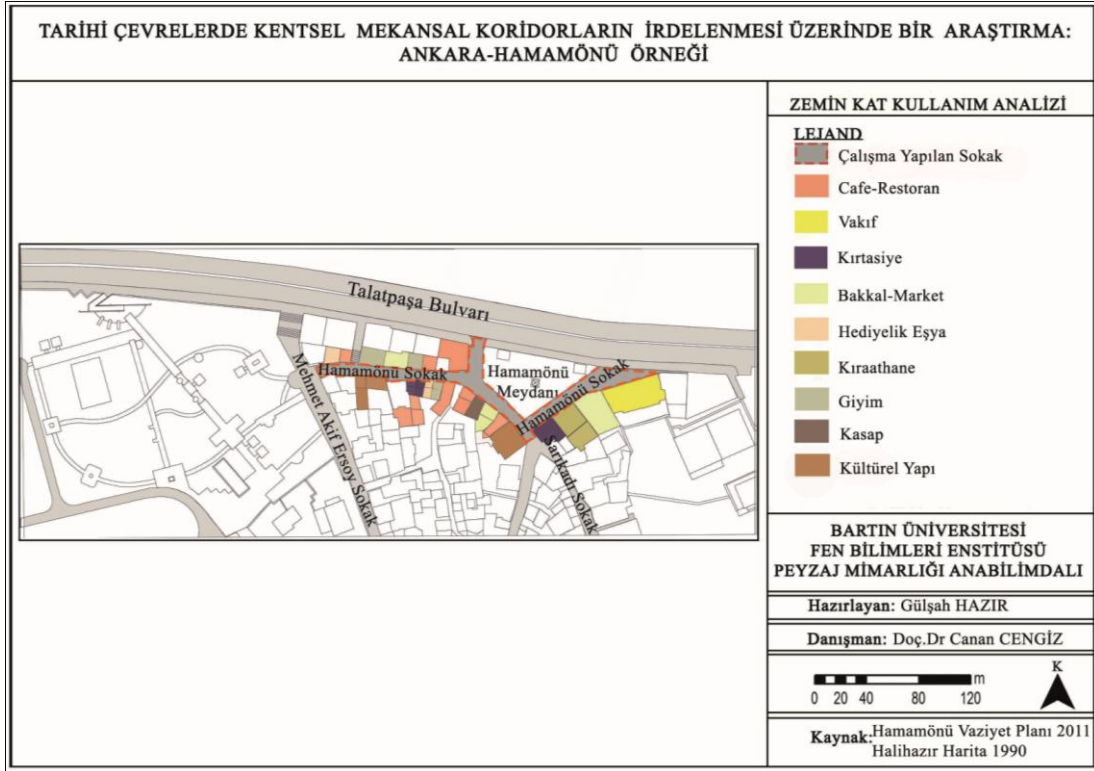 TARİHİ ÇEVRELERDE KENTSEL MEKANSAL KORİDORLARIN İRDELENMESİ ÜZERİNDE BİR ARAŞTIRMA:
ANKARA-HAMAMÖNÜ ÖRNEĞİ
Talatpaşa Bulvarı
Hamamönü Sokak
Hamamönü
Meydanı
Hamamönü Sokak
Mehmet Akif Ersoy Sokak
Sarıkadı Sokak
ZEMİN KAT KULLANIM ANALİZİ
LEJAND
Çalışma Yapılan Sokak
Cafe-Restoran
Vakıf
Kırtasiye
Bakkal-Market
Hediyelik Eşya
Kıraathane
Giyim
Kasap
Kültürel Yapı
BARTIN ÜNİVERSİTESİ
FEN BİLİMLERİ ENSTİTÜSÜ
PEYZAJ MİMARLIĞI ANABİLİMDALI
Hazırlayan: Gülşah HAZIR
Danışman: Doç.Dr Canan CENGİZ
m
0 20 40 80 120
K
Kaynak: Hamamönü Vaziyet Planı 2011
Halihazır Harita 1990